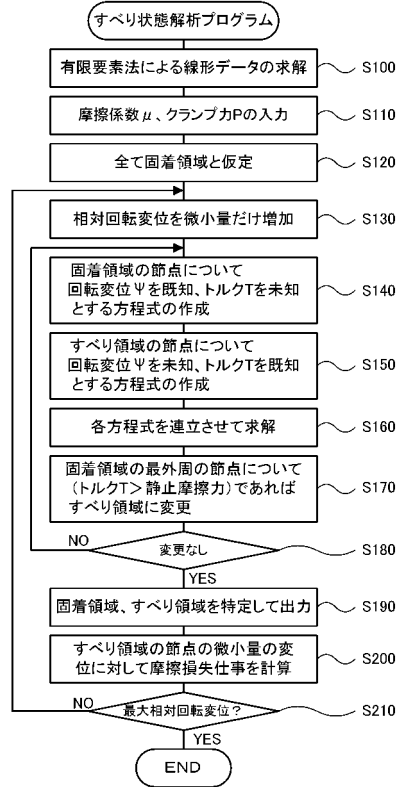 すべり状態解析プログラム
有限要素法による線形データの求解
S100
摩擦係数μ、クランプ力Pの入力
S110
全て固着領域と仮定
S120
相対回転変位を微小量だけ増加
S130
固着領域の節点について
回転変位Ψを既知、トルクTを未知
とする方程式の作成
S140
すべり領域の節点について
回転変位Ψを未知、トルクTを既知
とする方程式の作成
S150
各方程式を連立させて求解
S160
固着領域の最外周の節点について
(トルクT>静止摩擦力)であれば
すべり領域に変更
S170
NO
変更なし
S180
YES
固着領域、すべり領域を特定して出力
S190
すべり領域の節点の微小量の変
位に対して摩擦損失仕事を計算
S200
NO
最大相対回転変位?
S210
YES
END